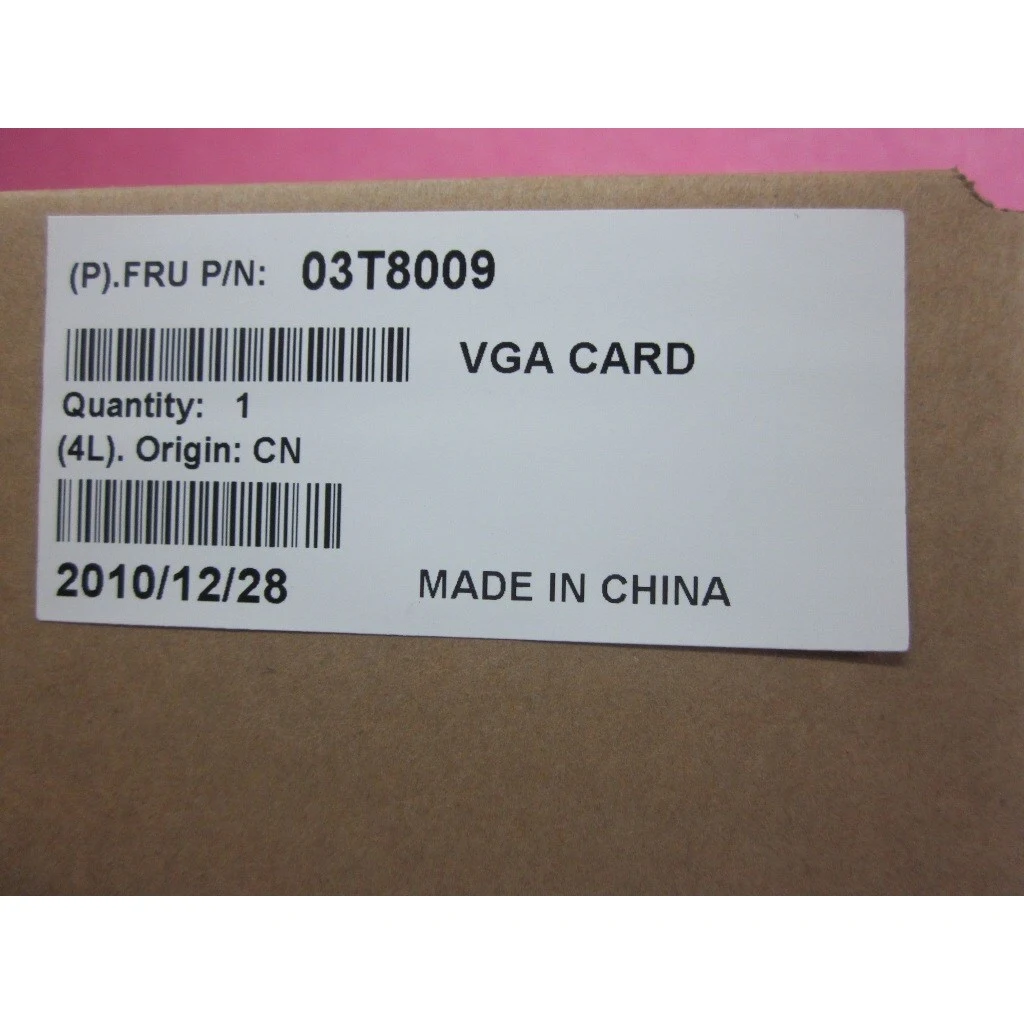 (P).FRU P/N: 03T8009
VGA CARD
Quantity: 1
(4L). Origin: CN
2010/12/28 MADE IN CHINA